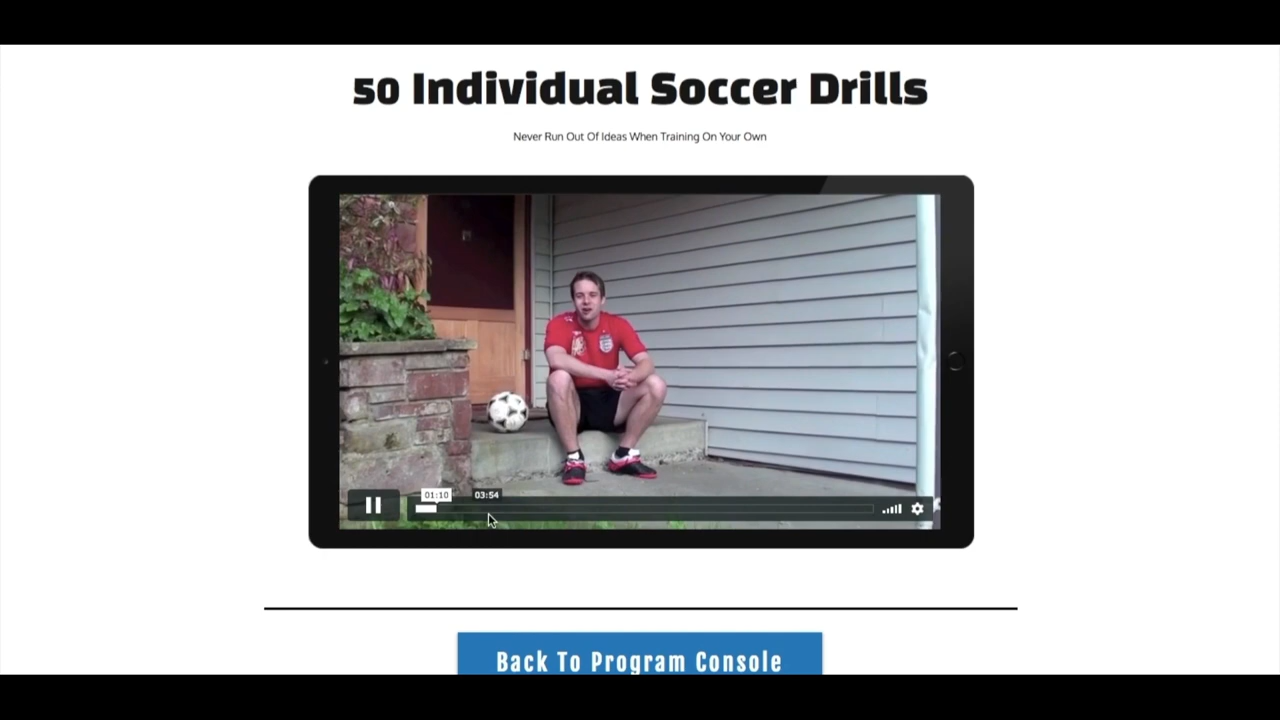 50 Individual Soccer Drills
Never Run Out Of Ideas When Training On Your Own
01:10
03:54
Back To Program Console